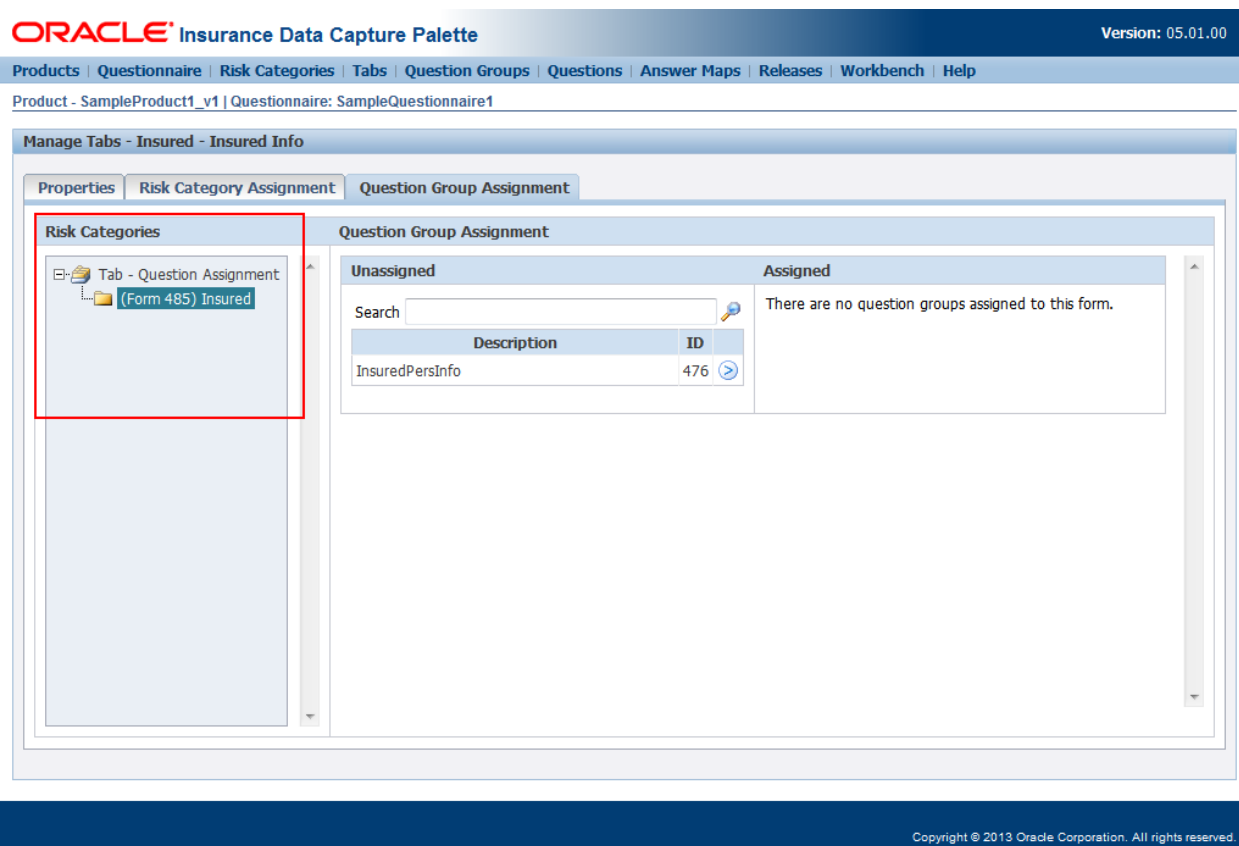 ORACLE Insurance Data Capture Palette Version: 05.01.00
Products | Questionnaire | Risk Categories | Tabs | Question Groups | Questions | Answer Maps | Releases | Workbench | Help
Product - SampleProduct1_v1 | Questionnaire: SampleQuestionnaire1
Manage Tabs - Insured - Insured Info
Properties Risk Category Assignment Question Group Assignment
Risk Categories Question Group Assignment
Tab - Question Assignment
(Form 485) Insured
Unassigned Assigned
Search
There are no question groups assigned to this form.
Description ID
InsuredPersInfo 476
Copyright © 2013 Oracle Corporation. All rights reserved.